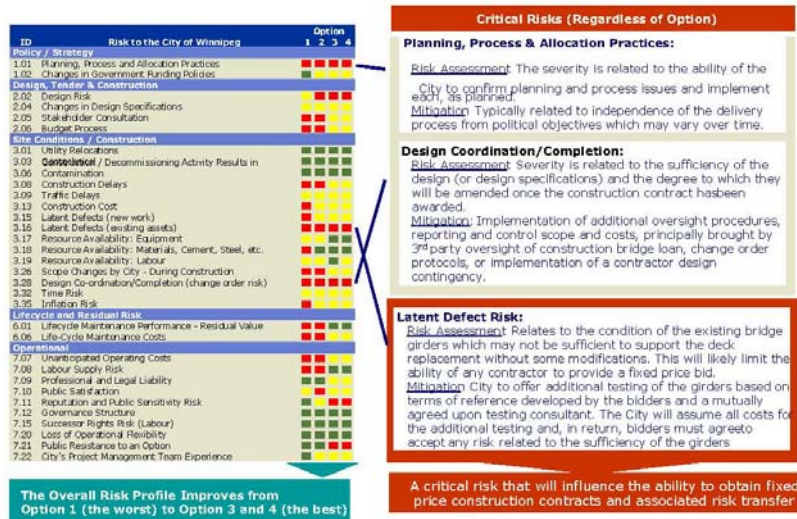 Option
ID Risk to the City of Winnipeg 1 2 3 4
Policy / Strategy
1.01 Planning, Process and Allocation Practices
1.02 Changes in Government Funding Policies
Design, Tender & Construction
2.02 Design Risk
2.04 Changes in Design Specifications
2.05 Stakeholder Consultation
2.06 Budget Process
Site Conditions / Construction
3.01 Utility Relocations
3.03 / Decommissioning Activity Results in
3.06 Contamination
3.08 Construction Delays
3.09 Traffic Delays
3.13 Construction Cost
3.15 Latent Defects (new work)
3.16 Latent Defects (existing assets)
3.17 Resource Availability: Equipment
3.18 Resource Availability: Materials, Cement, Steel, etc.
3.19 Resource Availability: Labour
3.26 Scope Changes by City - During Construction
3.28 Design Co-ordination/Completion (change order risk)
3.32 Time Risk
3.35 Inflation Risk
Lifecycle and Residual Risk
6.01 Lifecycle Maintenance Performance - Residual Value
6.06 Life-Cycle Maintenance Costs
Operational
7.07 Unanticipated Operating Costs
7.08 Labour Supply Risk
7.09 Professional and Legal Liability
7.10 Public Satisfaction
7.11 Reputation and Public Sensitivity Risk
7.12 Governance Structure
7.15 Successor Rights Risk (Labour)
7.20 Loss of Operational Flexibility
7.21 Public Resistance to an Option
7.22 City's Project Management Team Experience
The Overall Risk Profile Improves from
Option 1 (the worst) to Option 3 and 4 (the best)
Critical Risks (Regardless of Option)
Planning, Process & Allocation Practices:
Risk Assessment: The severity is related to the ability of the
City to confirm planning and process issues and implement
each, as planned.
Mitigation: Typically related to independence of the delivery
process from political objectives which may vary over time.
Design Coordination/Completion:
Risk Assessment: Severity is related to the sufficiency of the
design (or design specifications) and the degree to which they
will be amended once the construction contract hasbeen
awarded.
Mitigation: Implementation of additional oversight procedures,
reporting and control scope and costs, principally brought by
3rd party oversight of construction bridge loan, change order
protocols, or implementation of a contractor design
contingency.
Latent Defect Risk:
Risk Assessment: Relates to the condition of the existing bridge
girders which may not be sufficient to support the deck
replacement without some modifications. This will likely limit the
ability of any contractor to provide a fixed price bid.
Mitigation: City to offer additional testing of the girders based on
terms of reference developed by the bidders and a mutually
agreed upon testing consultant. The City will assume all costs for
the additional testing and, in return, bidders must agreeto
accept any risk related to the sufficiency of the girders
A critical risk that will influence the ability to obtain fixed
price construction contracts and associated risk transfer